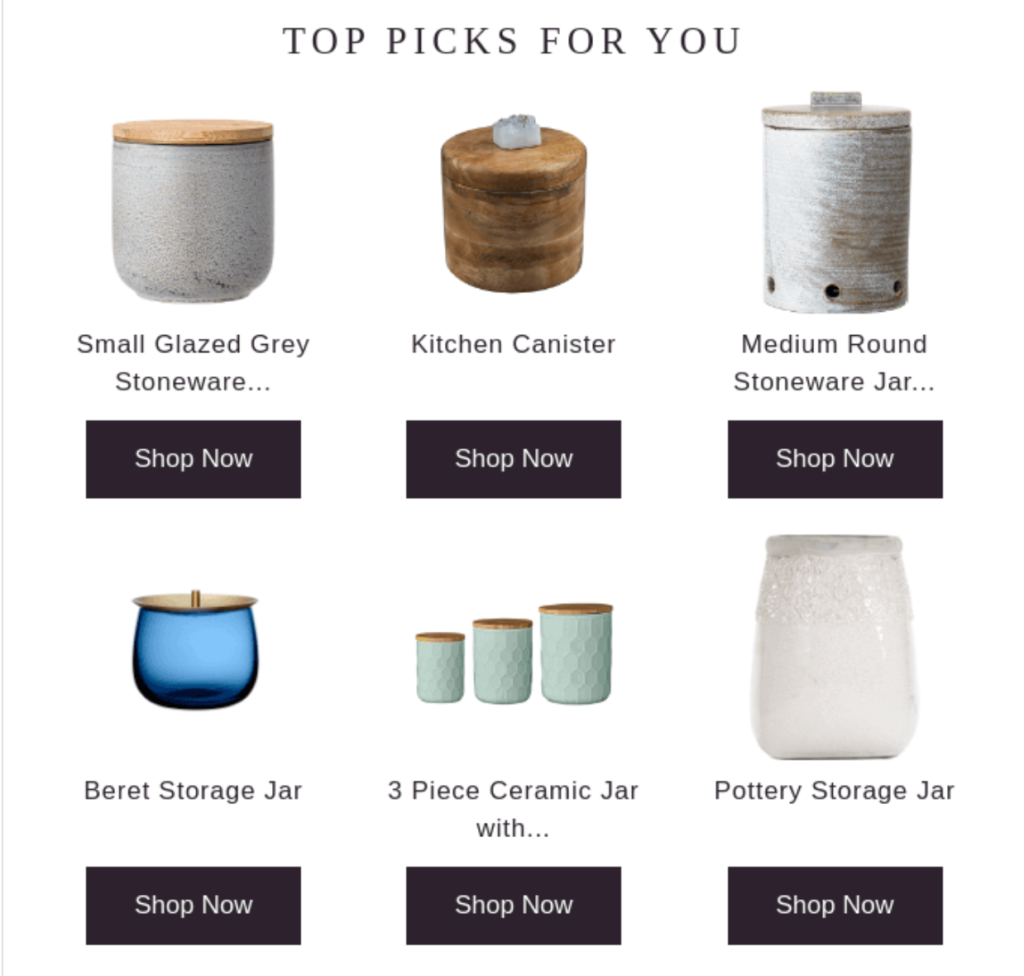 TOP PICKS FOR YOU
Small Glazed Grey
Stoneware...
Kitchen Canister
Medium Round
Stoneware Jar...
Shop Now
Shop Now
Shop Now
Beret Storage Jar
3 Piece Ceramic Jar
with...
Pottery Storage Jar
Shop Now
Shop Now
Shop Now